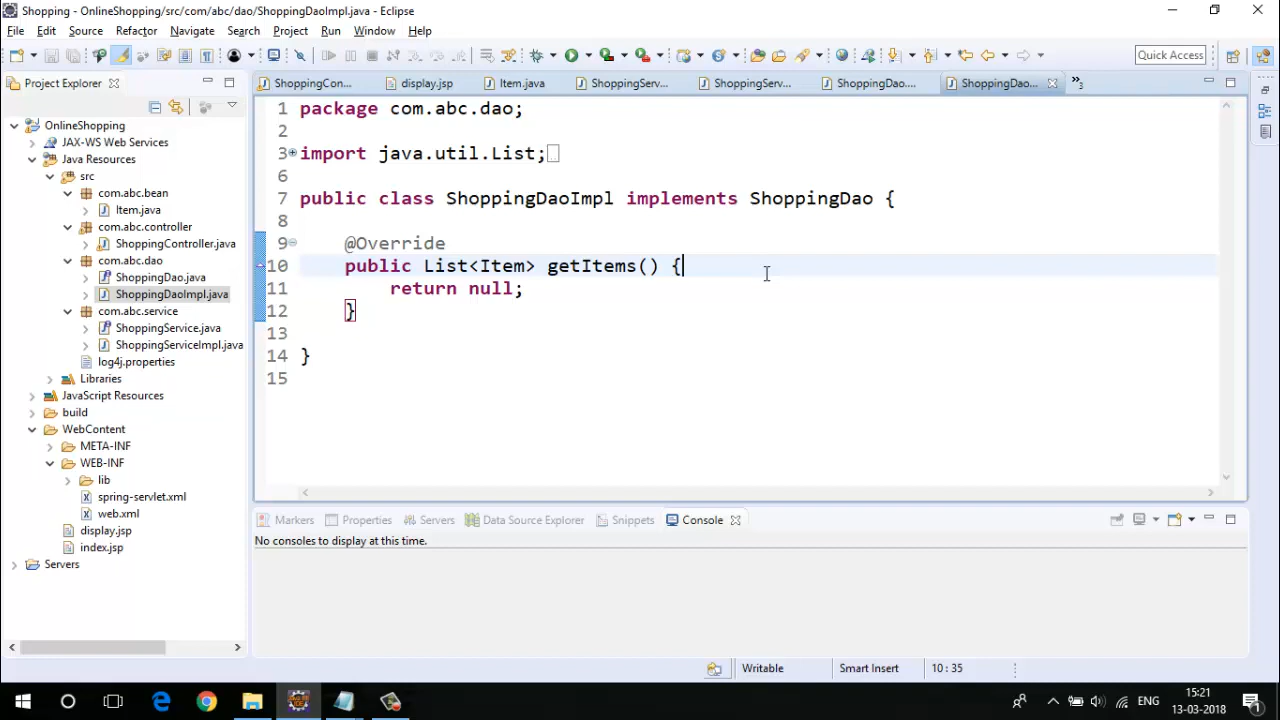 Shopping - OnlineShopping/src/com/abc/dao/ShoppingDaoImpl.java - Eclipse
File Edit Source Refactor Navigate Search Project Run Window Help
Quick Access
Project Explorer
ShoppingCon...
display.jsp
Item.java
ShoppingServ...
ShoppingServ...
ShoppingDao....
ShoppingDao...
»3
OnlineShopping
JAX-WS Web Services
Java Resources
src
com.abc.bean
Item.java
com.abc.controller
ShoppingController.java
com.abc.dao
ShoppingDao.java
ShoppingDaoImpl.java
com.abc.service
ShoppingService.java
ShoppingServiceImpl.java
log4j.properties
Libraries
JavaScript Resources
build
WebContent
META-INF
WEB-INF
lib
spring-servlet.xml
web.xml
display.jsp
index.jsp
Servers
1 package com.abc.dao;
2
3 import java.util.List;
6
7 public class ShoppingDaoImpl implements ShoppingDao {
8
9 @Override
10 public List<Item> getItems() {
11 return null;
12 }
13
14 }
15
Markers Properties Servers Data Source Explorer Snippets Console
No consoles to display at this time.
Writable Smart Insert 10 : 35
ENG
15:21
13-03-2018
1